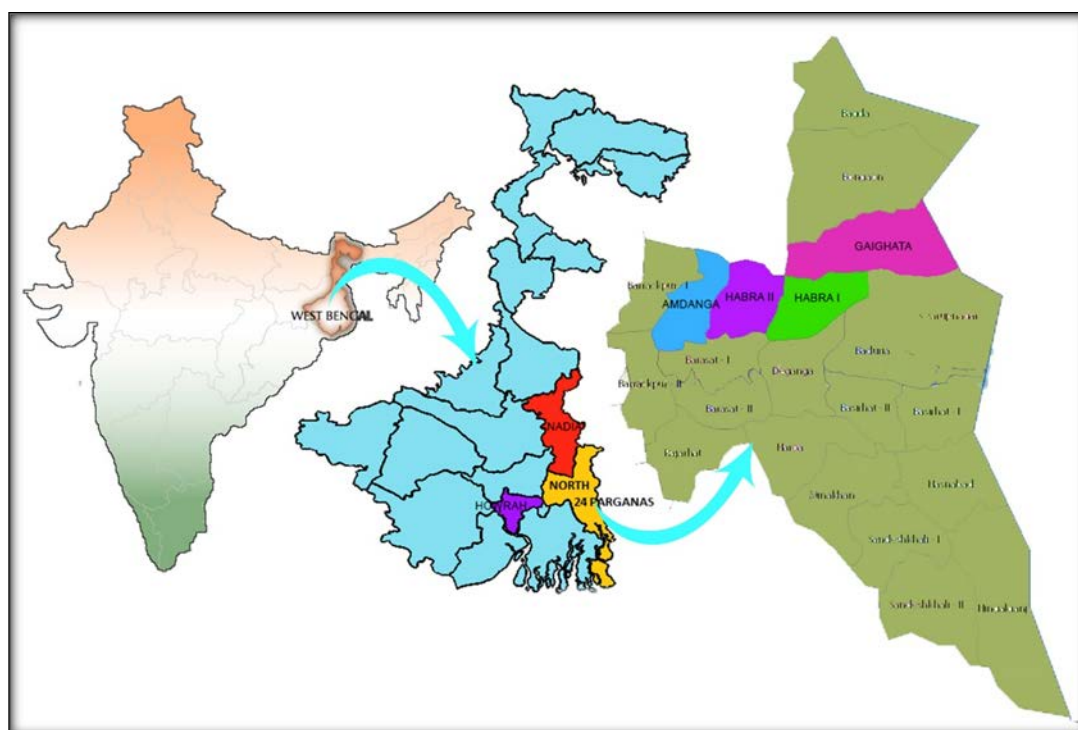 WEST BENGAL
NADIA
NORTH
24 PARGANAS
HOWRAH
Bagda
Bongaon
GAIGHATA
Barrackpur - I
AMDANGA
HABRA II
HABRA I
Barasat - I
Deganga
Baduria
Barrackpur - II
Barasat - II
Basirhat - II
Basirhat - I
Rajarhat
Haroa
Minakhan
Hasnabad
Sandeshkhali - I
Sandeshkhali - II
Hingalganj